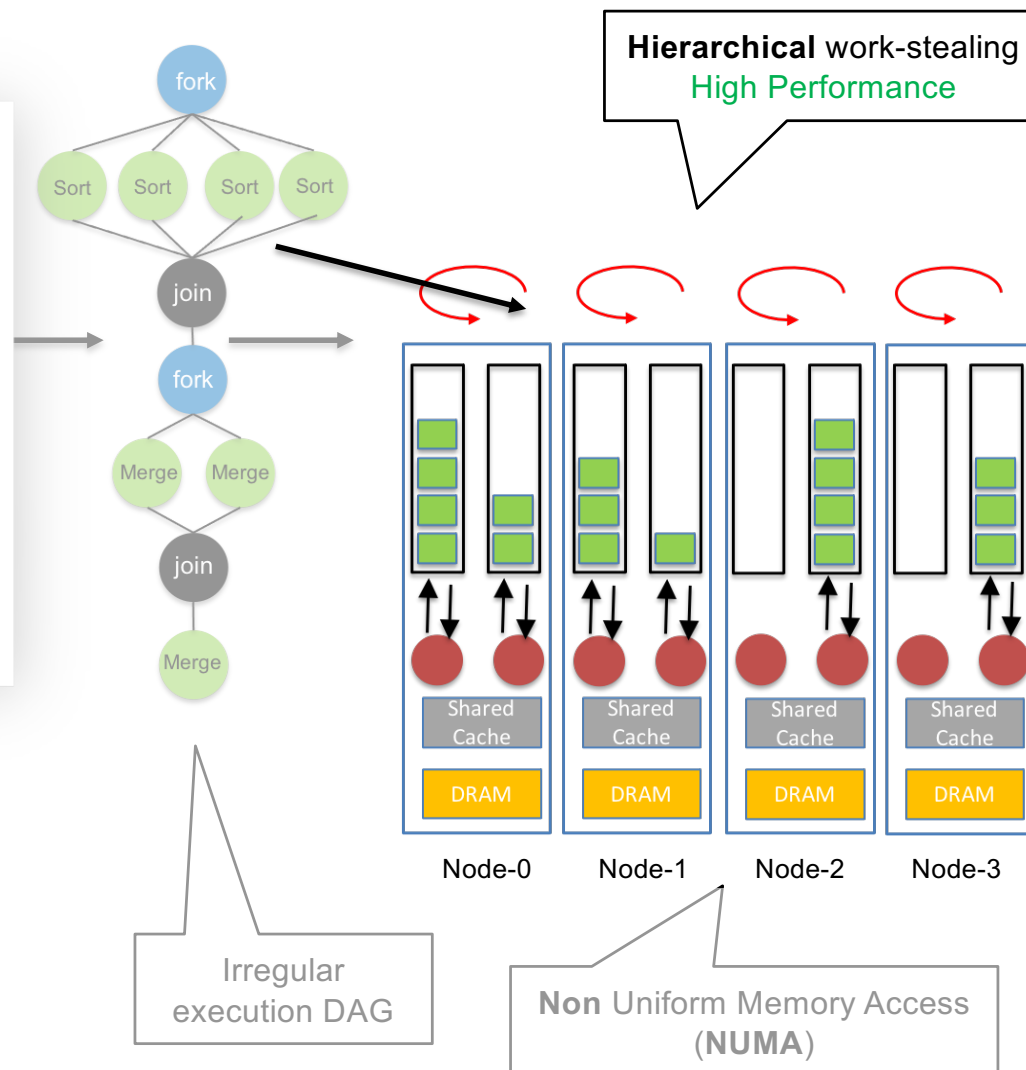 Hierarchical work-stealing
High Performance
fork
Sort Sort Sort Sort
join
fork
Merge Merge
join
Merge
Shared
Cache
Shared
Cache
Shared
Cache
Shared
Cache
DRAM DRAM DRAM DRAM
Node-0 Node-1 Node-2 Node-3
Irregular
execution DAG
Non Uniform Memory Access
(NUMA)